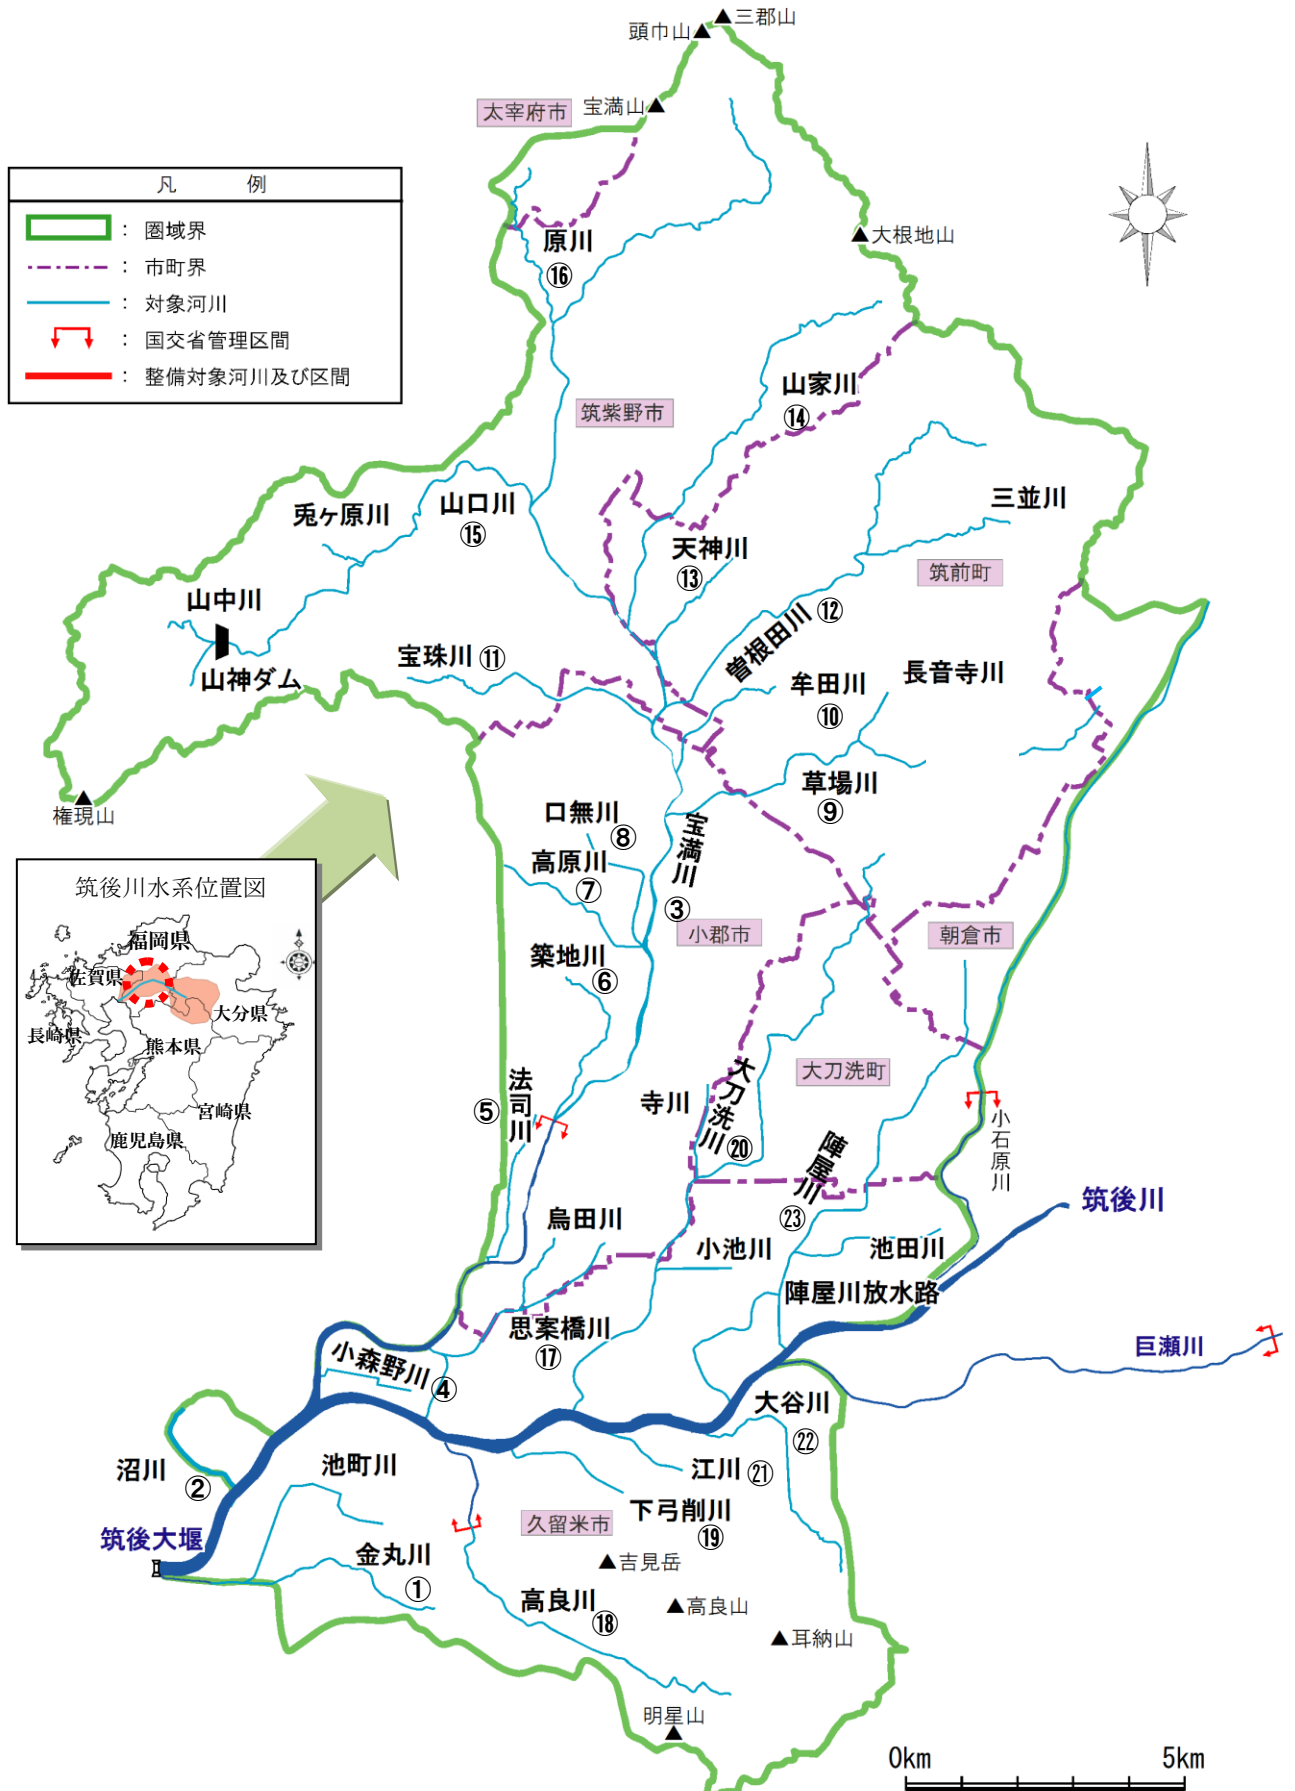 三郡山
頭巾山
宝満山
太宰府市
凡例
：圏域界
：市町界
：対象河川
：国交省管理区間
：整備対象河川及び区間
原川
⑯
大根地山
山家川
⑭
筑紫野市
三並川
兎ヶ原川
山口川
⑮
天神川
⑬
筑前町
山中川
曽根田川
⑫
宝珠川
⑪
山神ダム
牟田川
⑩
長音寺川
権現山
草場川
⑨
口無川
⑧
宝満川
③
高原川
⑦
小郡市
朝倉市
築地川
⑥
筑後川水系位置図
福岡県
佐賀県
大分県
長崎県
熊本県
宮崎県
鹿児島県
大刀洗町
法司川
⑤
寺川
大刀洗川
⑳
小石原川
陣屋川
㉓
筑後川
鳥田川
小池川
池田川
陣屋川放水路
思案橋川
⑰
巨瀬川
小森野川
④
大谷川
㉒
沼川
②
池町川
江川
㉑
下弓削川
⑲
久留米市
筑後大堰
金丸川
①
吉見岳
高良川
⑱
高良山
耳納山
明星山
0km
5km